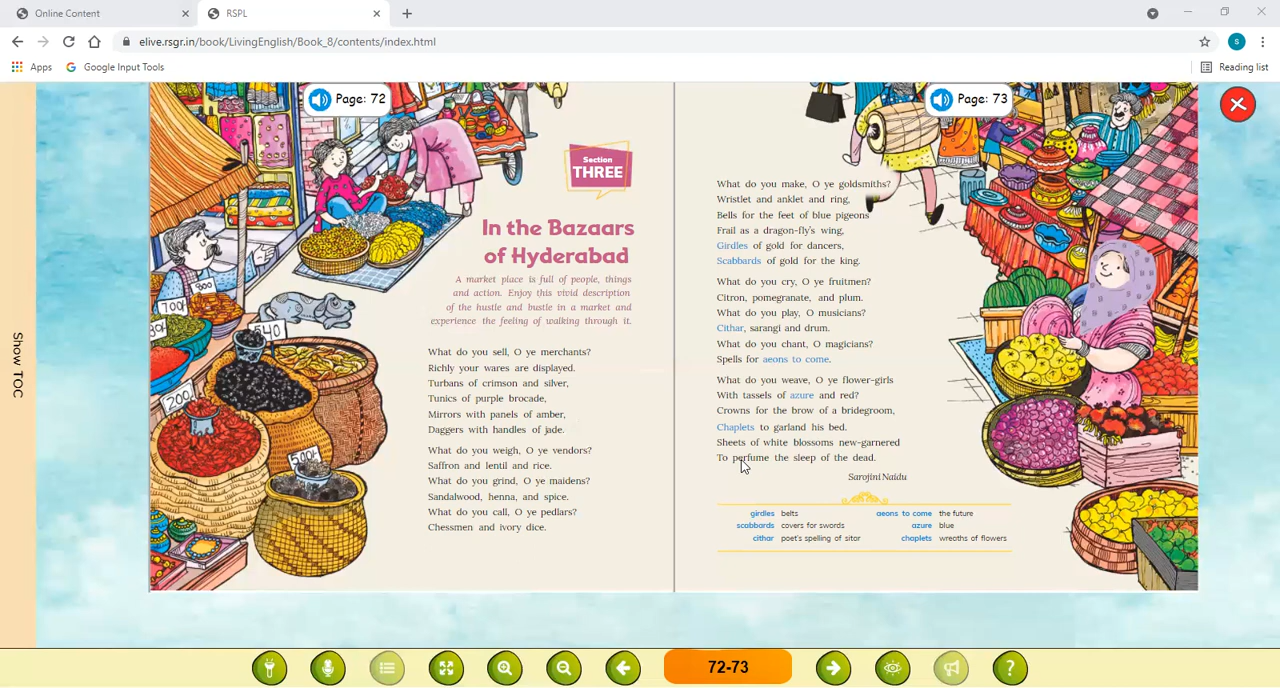 Online Content
RSPL
elive.rsgr.in/book/LivingEnglish/Book_8/contents/index.html
S
Apps
Google Input Tools
Reading list
Show TOC
Page: 72
Section
THREE
In the Bazaars
of Hyderabad
A market place is full of people, things
and action. Enjoy this vivid description
of the hustle and bustle in a market and
experience the feeling of walking through it.
What do you sell, O ye merchants?
Richly your wares are displayed.
Turbans of crimson and silver,
Tunics of purple brocade,
Mirrors with panels of amber,
Daggers with handles of jade.
What do you weigh, O ye vendors?
Saffron and lentil and rice.
What do you grind, O ye maidens?
Sandalwood, henna, and spice.
What do you call, O ye pedlars?
Chessmen and ivory dice.
Page: 73
What do you make, O ye goldsmiths?
Wristlet and anklet and ring,
Bells for the feet of blue pigeons
Frail as a dragon-fly's wing,
Girdles of gold for dancers,
Scabbards of gold for the king.
What do you cry, O ye fruitmen?
Citron, pomegranate, and plum.
What do you play, O musicians?
Cithar, sarangi and drum.
What do you chant, O magicians?
Spells for aeons to come.
What do you weave, O ye flower-girls
With tassels of azure and red?
Crowns for the brow of a bridegroom,
Chaplets to garland his bed.
Sheets of white blossoms new-garnered
To perfume the sleep of the dead.
Sarojini Naidu
girdles belts
scabbards covers for swords
cithar poet's spelling of sitar
aeons to come the future
azure blue
chaplets wreaths of flowers
72-73
?